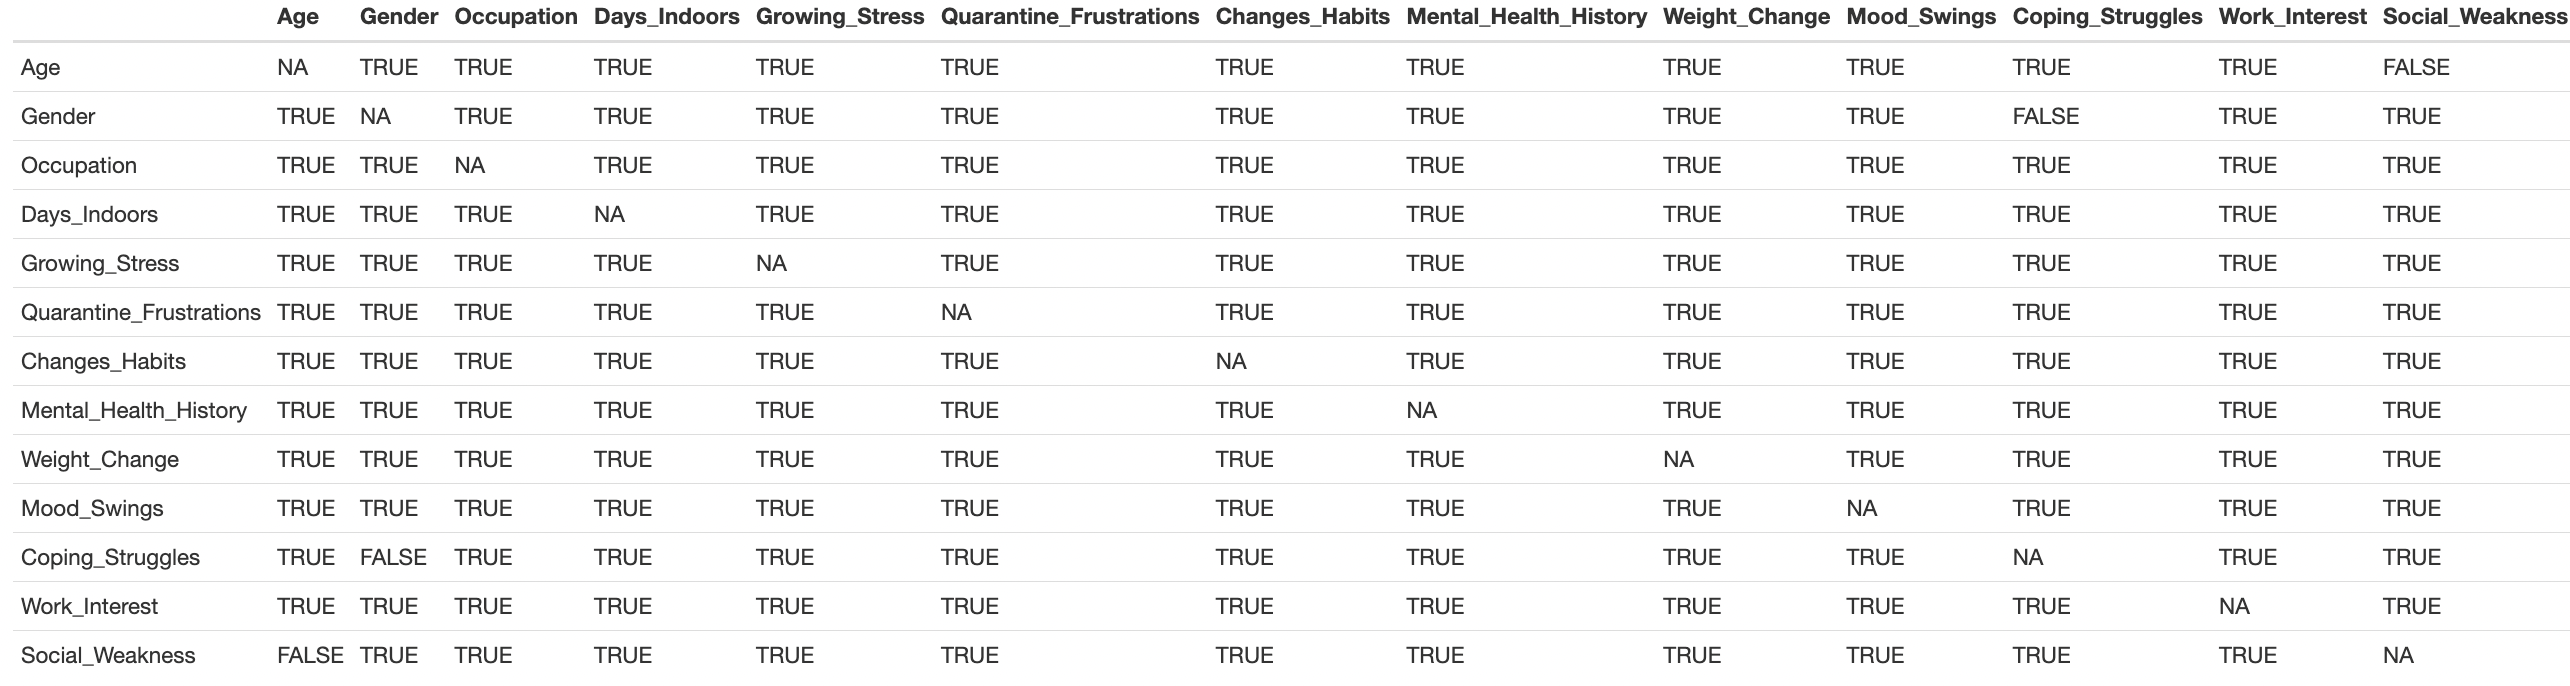 Age Gender Occupation Days_Indoors Growing_Stress Quarantine_Frustrations Changes_Habits Mental_Health_History Weight_Change Mood_Swings Coping_Struggles Work_Interest Social_Weakness
Age NA TRUE TRUE TRUE TRUE TRUE TRUE TRUE TRUE TRUE TRUE TRUE FALSE
Gender TRUE NA TRUE TRUE TRUE TRUE TRUE TRUE TRUE TRUE FALSE TRUE TRUE
Occupation TRUE TRUE NA TRUE TRUE TRUE TRUE TRUE TRUE TRUE TRUE TRUE TRUE
Days_Indoors TRUE TRUE TRUE NA TRUE TRUE TRUE TRUE TRUE TRUE TRUE TRUE TRUE
Growing_Stress TRUE TRUE TRUE TRUE NA TRUE TRUE TRUE TRUE TRUE TRUE TRUE TRUE
Quarantine_Frustrations TRUE TRUE TRUE TRUE TRUE NA TRUE TRUE TRUE TRUE TRUE TRUE TRUE
Changes_Habits TRUE TRUE TRUE TRUE TRUE TRUE NA TRUE TRUE TRUE TRUE TRUE TRUE
Mental_Health_History TRUE TRUE TRUE TRUE TRUE TRUE TRUE NA TRUE TRUE TRUE TRUE TRUE
Weight_Change TRUE TRUE TRUE TRUE TRUE TRUE TRUE TRUE NA TRUE TRUE TRUE TRUE
Mood_Swings TRUE TRUE TRUE TRUE TRUE TRUE TRUE TRUE TRUE NA TRUE TRUE TRUE
Coping_Struggles TRUE FALSE TRUE TRUE TRUE TRUE TRUE TRUE TRUE TRUE NA TRUE TRUE
Work_Interest TRUE TRUE TRUE TRUE TRUE TRUE TRUE TRUE TRUE TRUE TRUE NA TRUE
Social_Weakness FALSE TRUE TRUE TRUE TRUE TRUE TRUE TRUE TRUE TRUE TRUE TRUE NA